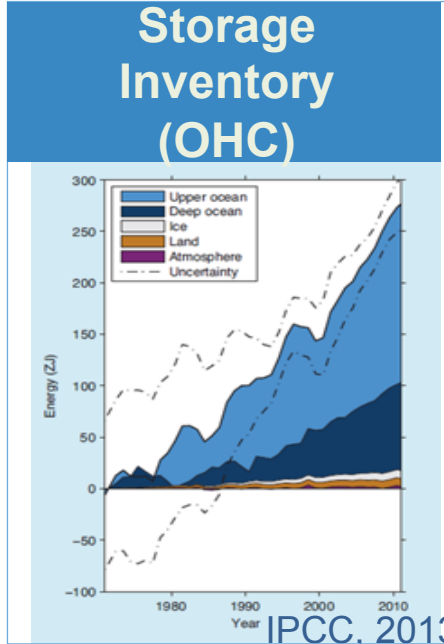 Storage
Inventory
(OHC)
300
250
200
150
100
50
0
−50
−100
Energy (ZJ)
Upper ocean
Deep ocean
Ice
Land
Atmosphere
Uncertainty
1980
1990
2000
2010
Year
IPCC, 2013